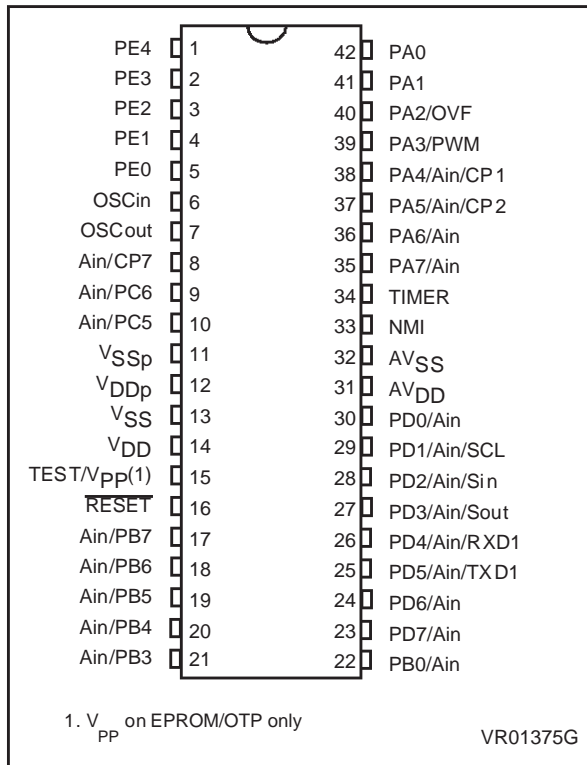 PE4 1 42 PA0
PE3 2 41 PA1
PE2 3 40 PA2/OVF
PE1 4 39 PA3/PWM
PE0 5 38 PA4/Ain/CP1
OSCin 6 37 PA5/Ain/CP2
OSCout 7 36 PA6/Ain
Ain/CP7 8 35 PA7/Ain
Ain/PC6 9 34 TIMER
Ain/PC5 10 33 NMI
VSSp 11 32 AVSS
VDDp 12 31 AVDD
VSS 13 30 PD0/Ain
VDD 14 29 PD1/Ain/SCL
TEST/VPP(1) 15 28 PD2/Ain/Sin
RESET 16 27 PD3/Ain/Sout
Ain/PB7 17 26 PD4/Ain/RXD1
Ain/PB6 18 25 PD5/Ain/TXD1
Ain/PB5 19 24 PD6/Ain
Ain/PB4 20 23 PD7/Ain
Ain/PB3 21 22 PB0/Ain
1. VPP on EPROM/OTP only
VR01375G